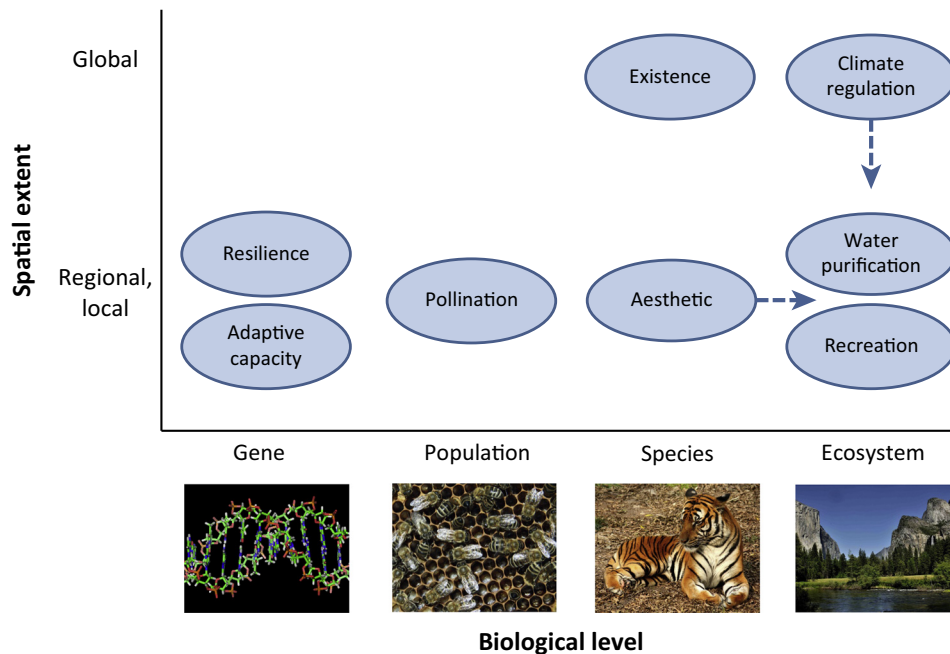 Global
Existence
Climate
regulation
Spatial extent
Regional,
local
Resilience
Adaptive
capacity
Pollination
Aesthetic
Water
purification
Recreation
Gene
Population
Species
Ecosystem
Biological level